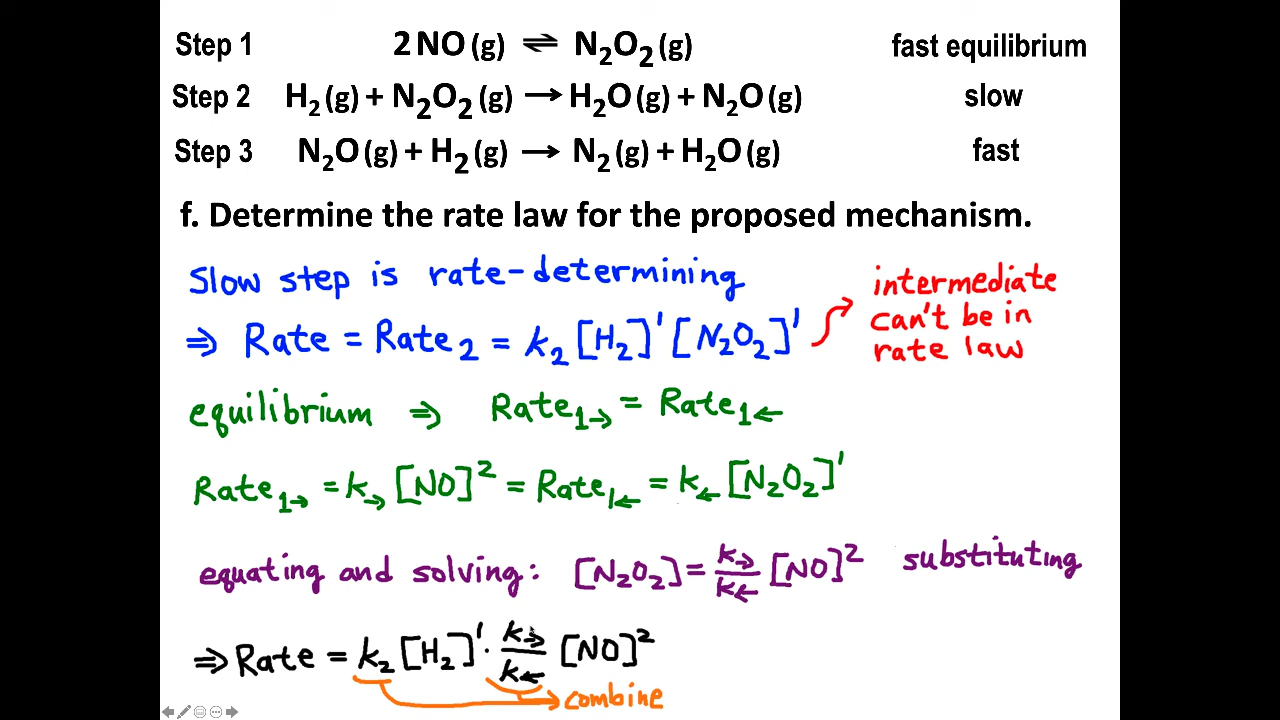 Step 1 2 NO (g) ⇌ N₂O₂ (g) fast equilibrium
Step 2 H₂ (g) + N₂O₂ (g) → H₂O (g) + N₂O (g) slow
Step 3 N₂O (g) + H₂ (g) → N₂ (g) + H₂O (g) fast
f. Determine the rate law for the proposed mechanism.
Slow step is rate-determining
⇒ Rate = Rate₂ = k₂ [H₂]¹ [N₂O₂]¹
intermediate
can't be in
rate law
equilibrium ⇒ Rate₁→ = Rate₁←
Rate₁→ = k→ [NO]² = Rate₁← = k← [N₂O₂]¹
equating and solving: [N₂O₂] = k→/k← [NO]² substituting
⇒ Rate = k₂ [H₂]¹ · k→/k← [NO]²
combine